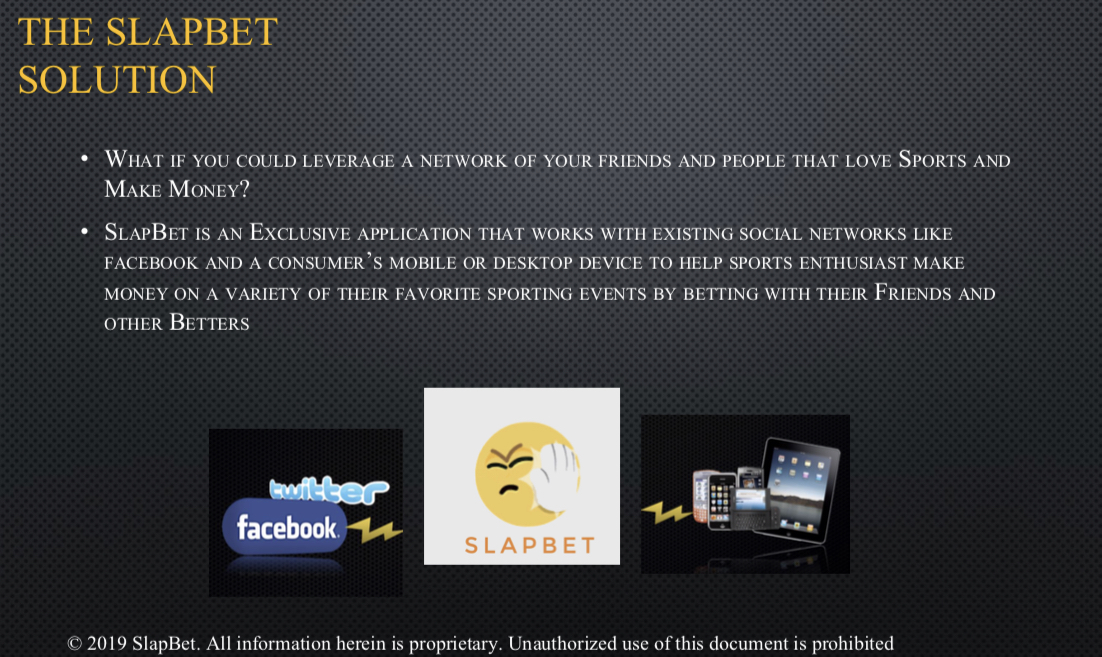 THE SLAPBET
SOLUTION
• WHAT IF YOU COULD LEVERAGE A NETWORK OF YOUR FRIENDS AND PEOPLE THAT LOVE SPORTS AND
MAKE MONEY?
• SLAPBET IS AN EXCLUSIVE APPLICATION THAT WORKS WITH EXISTING SOCIAL NETWORKS LIKE
FACEBOOK AND A CONSUMER’S MOBILE OR DESKTOP DEVICE TO HELP SPORTS ENTHUSIAST MAKE
MONEY ON A VARIETY OF THEIR FAVORITE SPORTING EVENTS BY BETTING WITH THEIR FRIENDS AND
OTHER BETTERS
twitter
facebook.
SLAPBET
© 2019 SlapBet. All information herein is proprietary. Unauthorized use of this document is prohibited